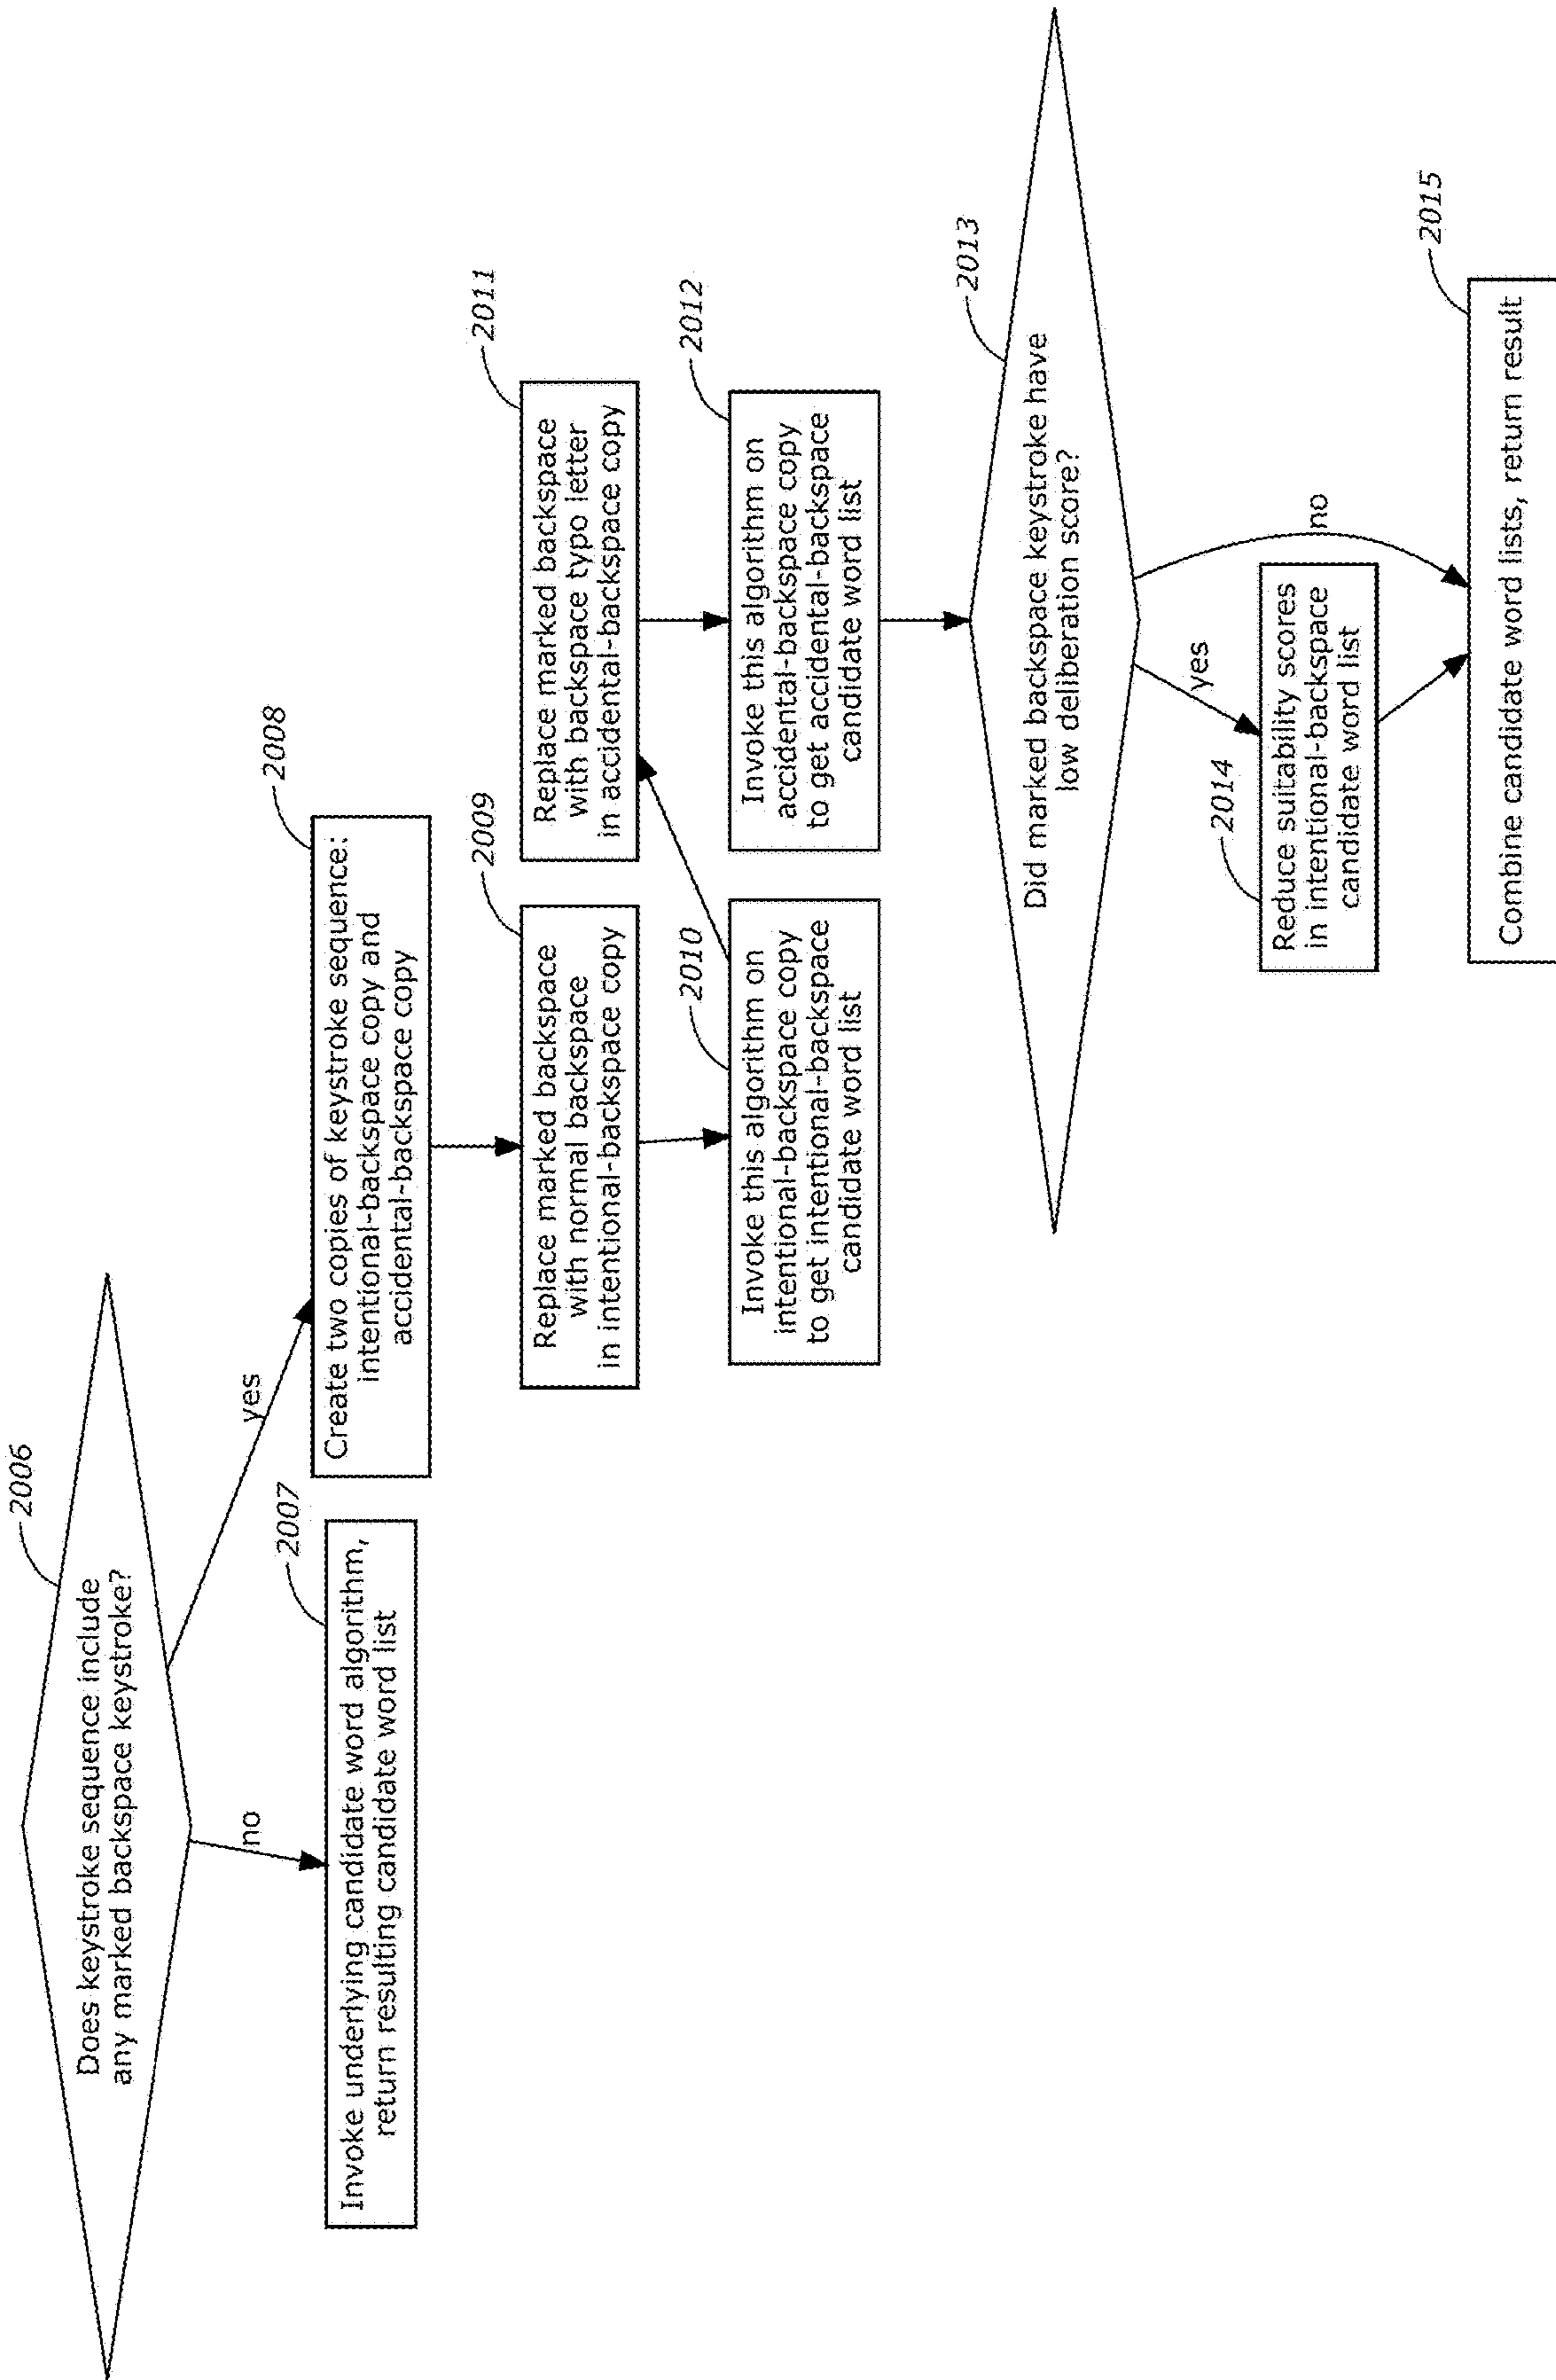 2006
Does keystroke sequence include
any marked backspace keystroke?
no
yes
2007
Invoke underlying candidate word algorithm,
return resulting candidate word list
2008
Create two copies of keystroke sequence:
intentional-backspace copy and
accidental-backspace copy
2009
Replace marked backspace
with normal backspace
in intentional-backspace copy
2010
Invoke this algorithm on
intentional-backspace copy
to get intentional-backspace
candidate word list
2011
Replace marked backspace
with backspace typo letter
in accidental-backspace copy
2012
Invoke this algorithm on
accidental-backspace copy
to get accidental-backspace
candidate word list
2013
Did marked backspace keystroke have
low deliberation score?
yes
no
2014
Reduce suitability scores
in intentional-backspace
candidate word list
2015
Combine candidate word lists, return result